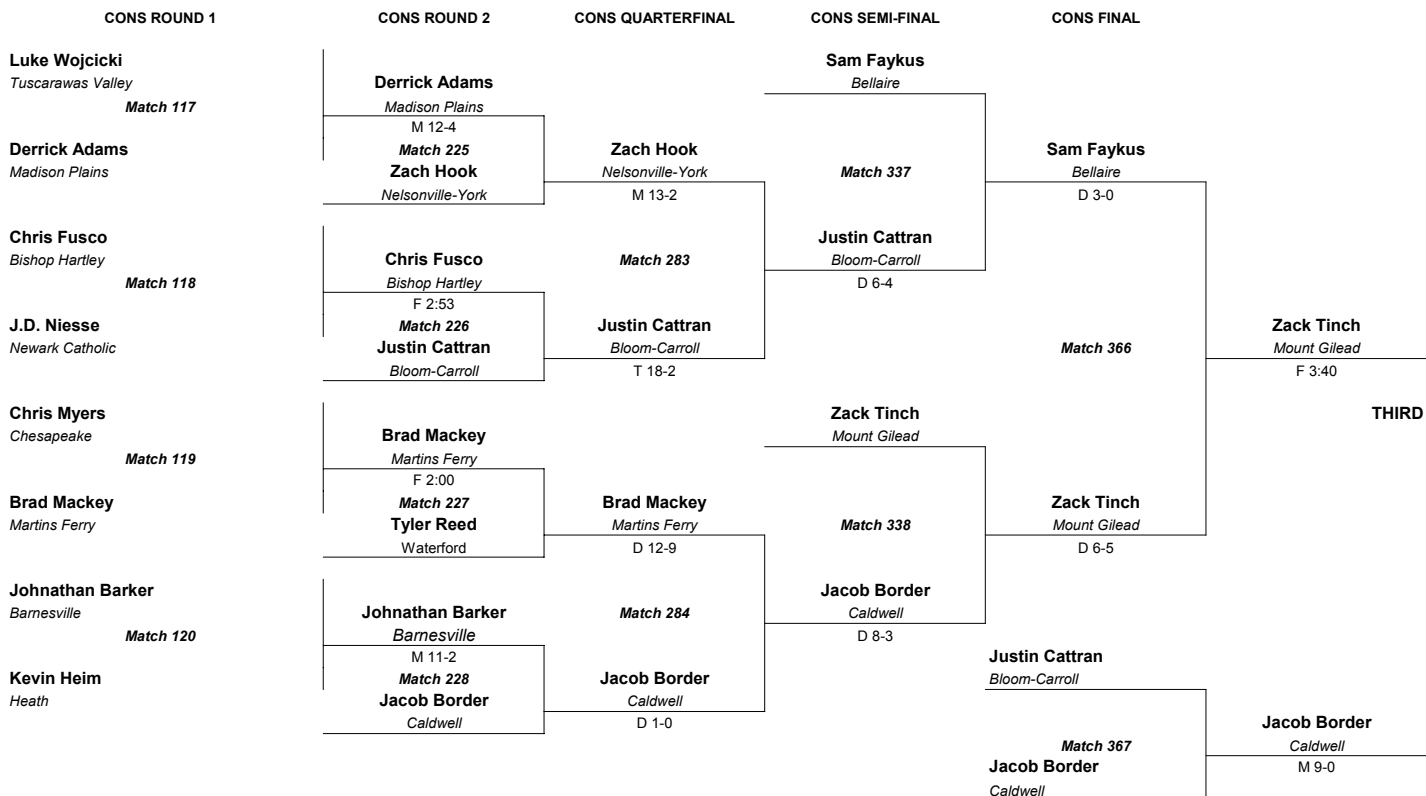 CONS ROUND 1
CONS ROUND 2
CONS QUARTERFINAL
CONS SEMI-FINAL
CONS FINAL
Luke Wojcicki
Tuscarawas Valley
Match 117
Derrick Adams
Madison Plains
Chris Fusco
Bishop Hartley
Match 118
J.D. Niesse
Newark Catholic
Chris Myers
Chesapeake
Match 119
Brad Mackey
Martins Ferry
Johnathan Barker
Barnesville
Match 120
Kevin Heim
Heath
Derrick Adams
Madison Plains
M 12-4
Match 225
Zach Hook
Nelsonville-York
Chris Fusco
Bishop Hartley
F 2:53
Match 226
Justin Cattran
Bloom-Carroll
Brad Mackey
Martins Ferry
F 2:00
Match 227
Tyler Reed
Waterford
Johnathan Barker
Barnesville
M 11-2
Match 228
Jacob Border
Caldwell
Zach Hook
Nelsonville-York
M 13-2
Match 283
Justin Cattran
Bloom-Carroll
T 18-2
Brad Mackey
Martins Ferry
D 12-9
Match 284
Jacob Border
Caldwell
D 1-0
Sam Faykus
Bellaire
Match 337
Justin Cattran
Bloom-Carroll
D 6-4
Zack Tinch
Mount Gilead
Match 338
Jacob Border
Caldwell
D 8-3
Sam Faykus
Bellaire
D 3-0
Match 366
Zack Tinch
Mount Gilead
D 6-5
Zack Tinch
Mount Gilead
F 3:40
THIRD
Justin Cattran
Bloom-Carroll
Match 367
Jacob Border
Caldwell
Jacob Border
Caldwell
M 9-0